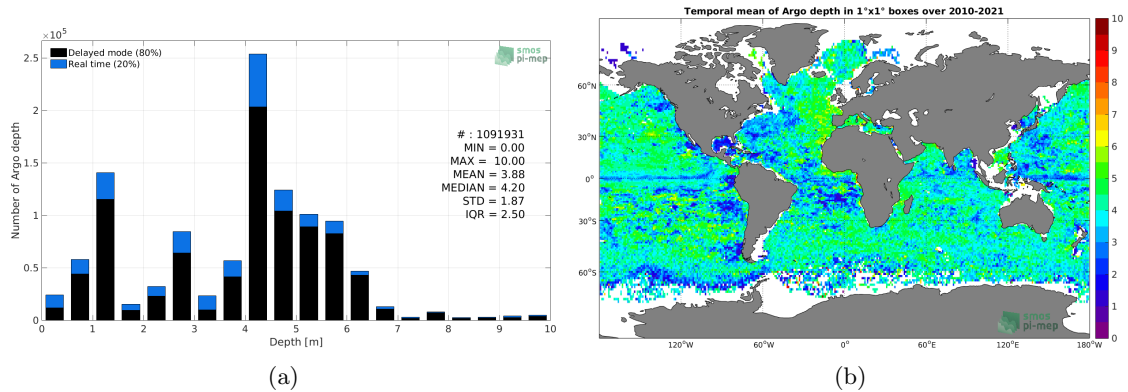 ×10⁵
Delayed mode (80%)
Real time (20%)
smos
pi-mep
Number of Argo depth
2.5
2
1.5
1
0.5
0
# : 1091931
MIN = 0.00
MAX = 10.00
MEAN = 3.88
MEDIAN = 4.20
STD = 1.87
IQR = 2.50
0 1 2 3 4 5 6 7 8 9 10
Depth [m]
(a)
Temporal mean of Argo depth in 1°x1° boxes over 2010-2021
60°N
30°N
0°
30°S
60°S
120°W 60°W 0° 60°E 120°E 180°W
smos
pi-mep
10
9
8
7
6
5
4
3
2
1
0
(b)